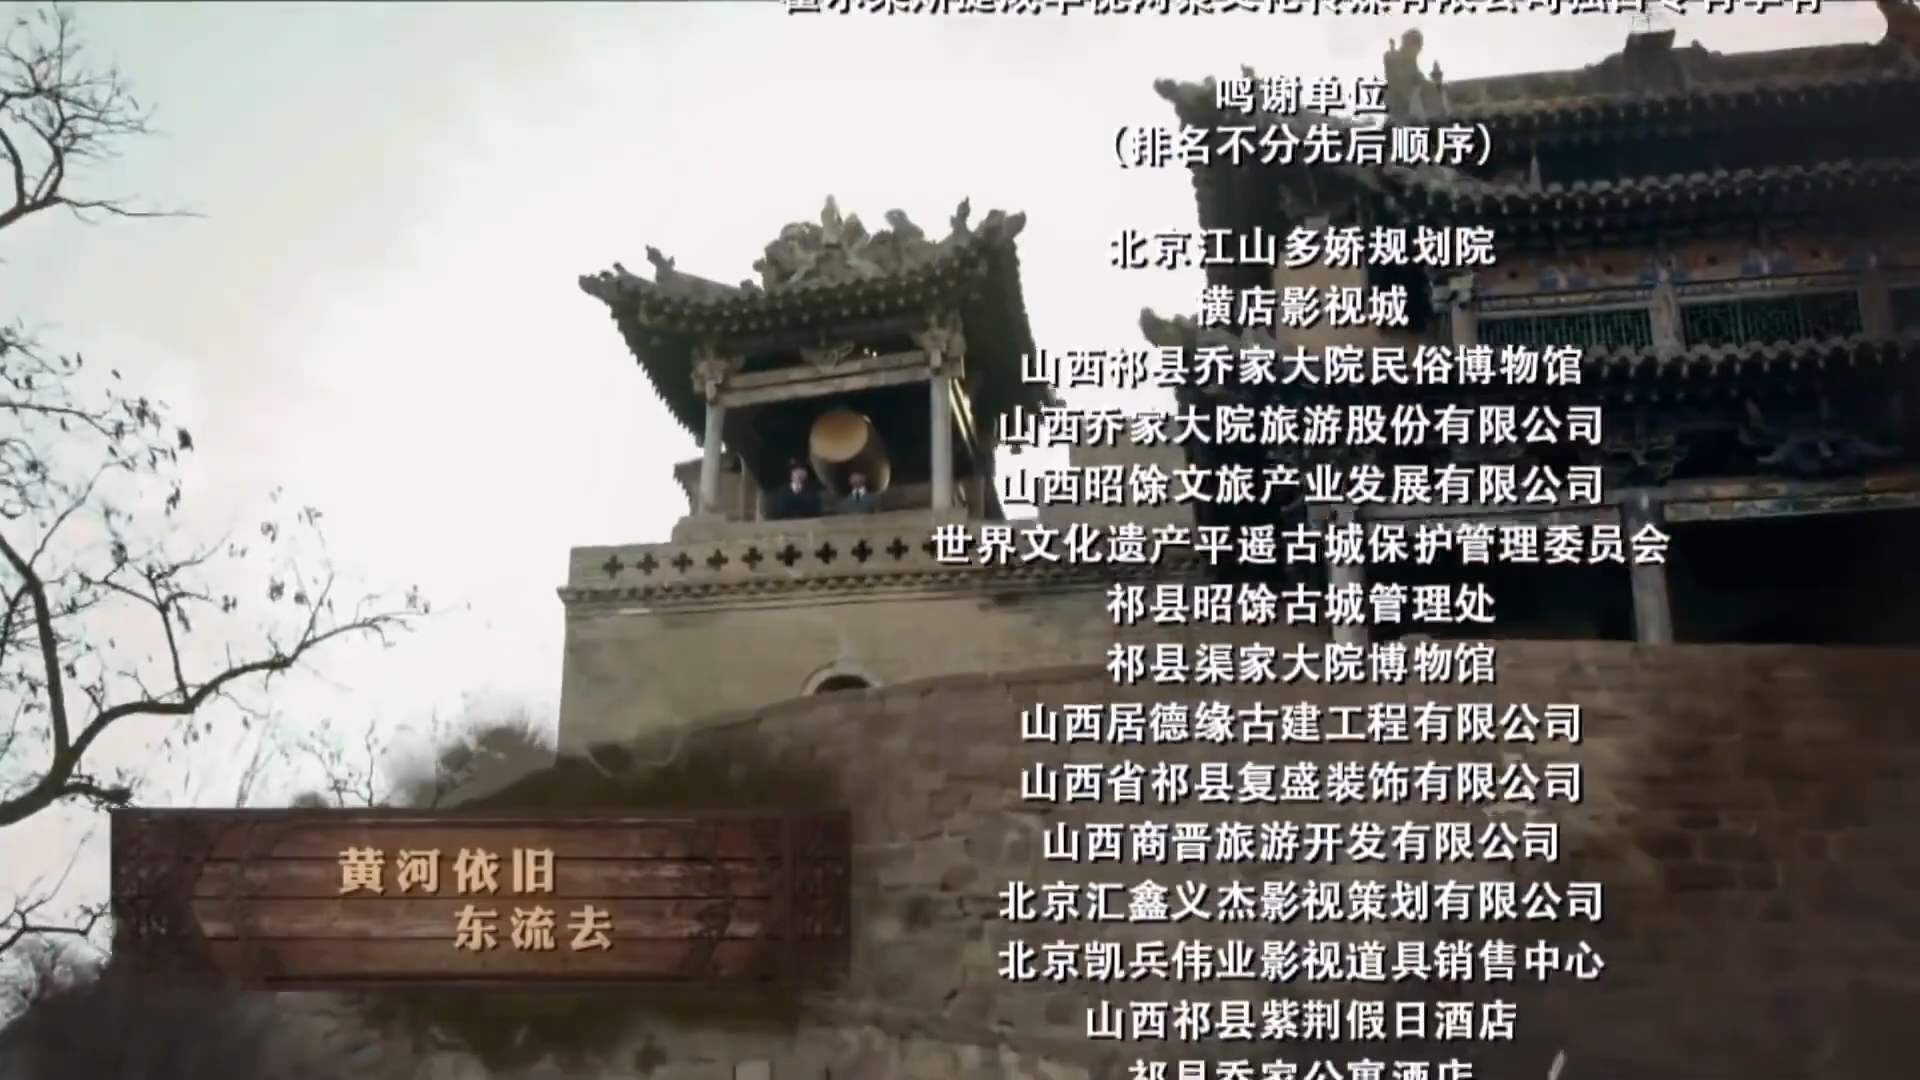 鸣谢单位
（排名不分先后顺序）
北京江山多娇规划院
横店影视城
山西祁县乔家大院民俗博物馆
山西乔家大院旅游股份有限公司
山西昭馀文旅产业发展有限公司
世界文化遗产平遥古城保护管理委员会
祁县昭馀古城管理处
祁县渠家大院博物馆
山西居德缘古建工程有限公司
山西省祁县复盛装饰有限公司
山西商晋旅游开发有限公司
北京汇鑫义杰影视策划有限公司
北京凯兵伟业影视道具销售中心
山西祁县紫荆假日酒店
祁县乔家公寓酒店
黄河依旧
东流去